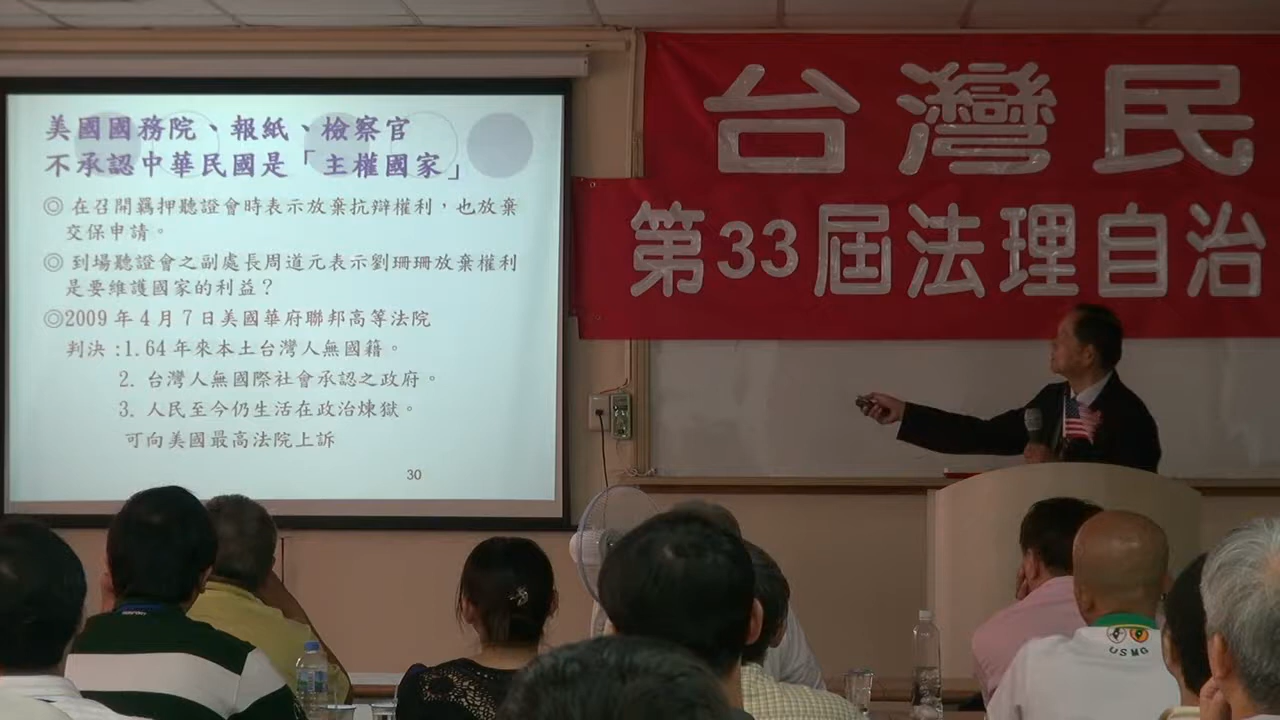 美國國務院、報紙、檢察官
不承認中華民國是「主權國家」
◎ 在召開羈押聽證會時表示放棄抗辯權利，也放棄
交保申請。
◎ 到場聽證會之副處長周道元表示劉珊珊放棄權利
是要維護國家的利益？
◎2009 年 4 月 7 日美國華府聯邦高等法院
判決 :1.64 年來本土台灣人無國籍。
2. 台灣人無國際社會承認之政府。
3. 人民至今仍生活在政治煉獄。
可向美國最高法院上訴
30
台灣民
第33屆法理自治
USMG